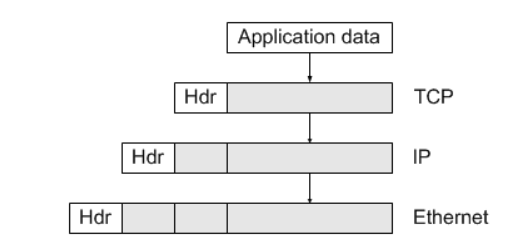 Application data
Hdr TCP
Hdr IP
Hdr Ethernet